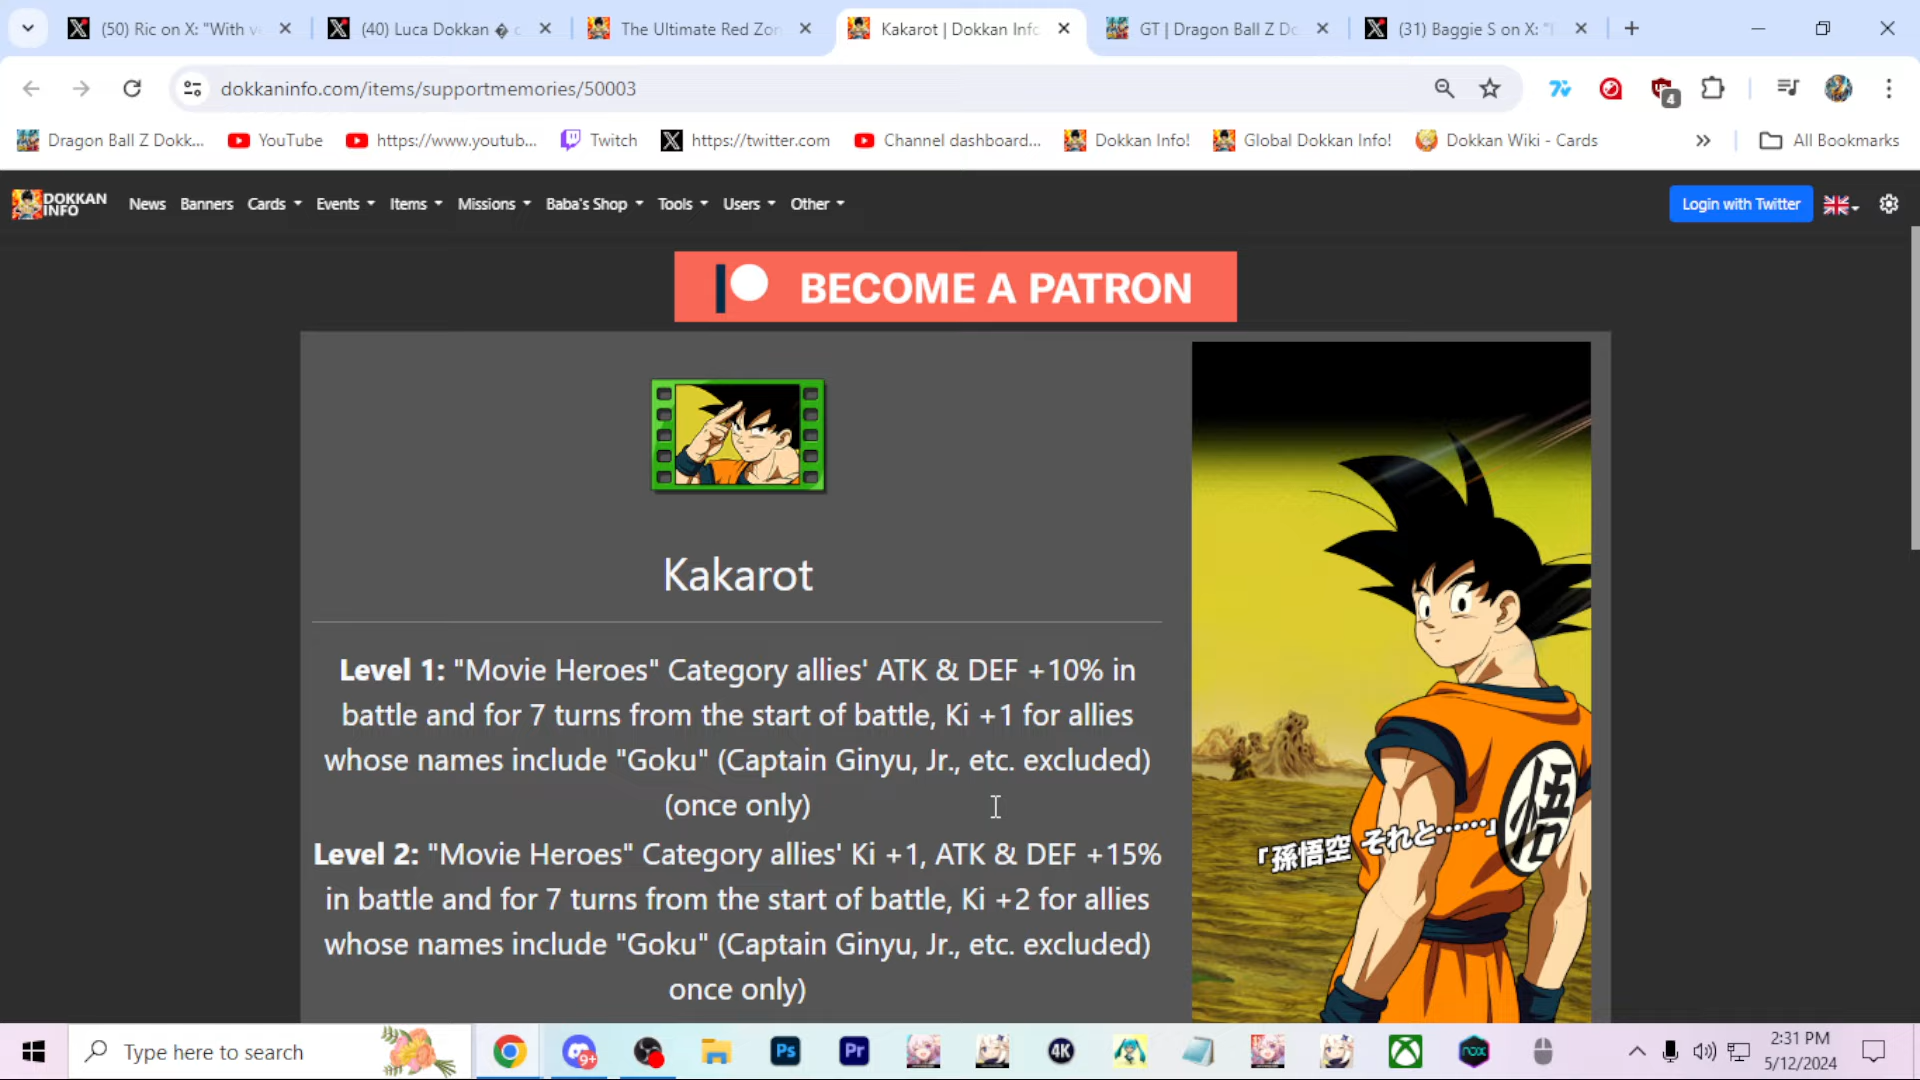 (50) Ric on X: "With v
(40) Luca Dokkan � c
The Ultimate Red Zon
Kakarot | Dokkan Info
GT | Dragon Ball Z Do
(31) Baggie S on X: "
dokkaninfo.com/items/supportmemories/50003
4
Dragon Ball Z Dokk...
YouTube
https://www.youtub...
Twitch
https://twitter.com
Channel dashboard...
Dokkan Info!
Global Dokkan Info!
Dokkan Wiki - Cards
All Bookmarks
DOKKAN
INFO
News
Banners
Cards
Events
Items
Missions
Baba's Shop
Tools
Users
Other
Login with Twitter
BECOME A PATRON
Kakarot
Level 1: "Movie Heroes" Category allies' ATK & DEF +10% in
battle and for 7 turns from the start of battle, Ki +1 for allies
whose names include "Goku" (Captain Ginyu, Jr., etc. excluded)
(once only)
Level 2: "Movie Heroes" Category allies' Ki +1, ATK & DEF +15%
in battle and for 7 turns from the start of battle, Ki +2 for allies
whose names include "Goku" (Captain Ginyu, Jr., etc. excluded)
once only)
悟
「孫悟空 それと……」
Type here to search
9+
Ps
Pr
4K
nox
2:31 PM
5/12/2024